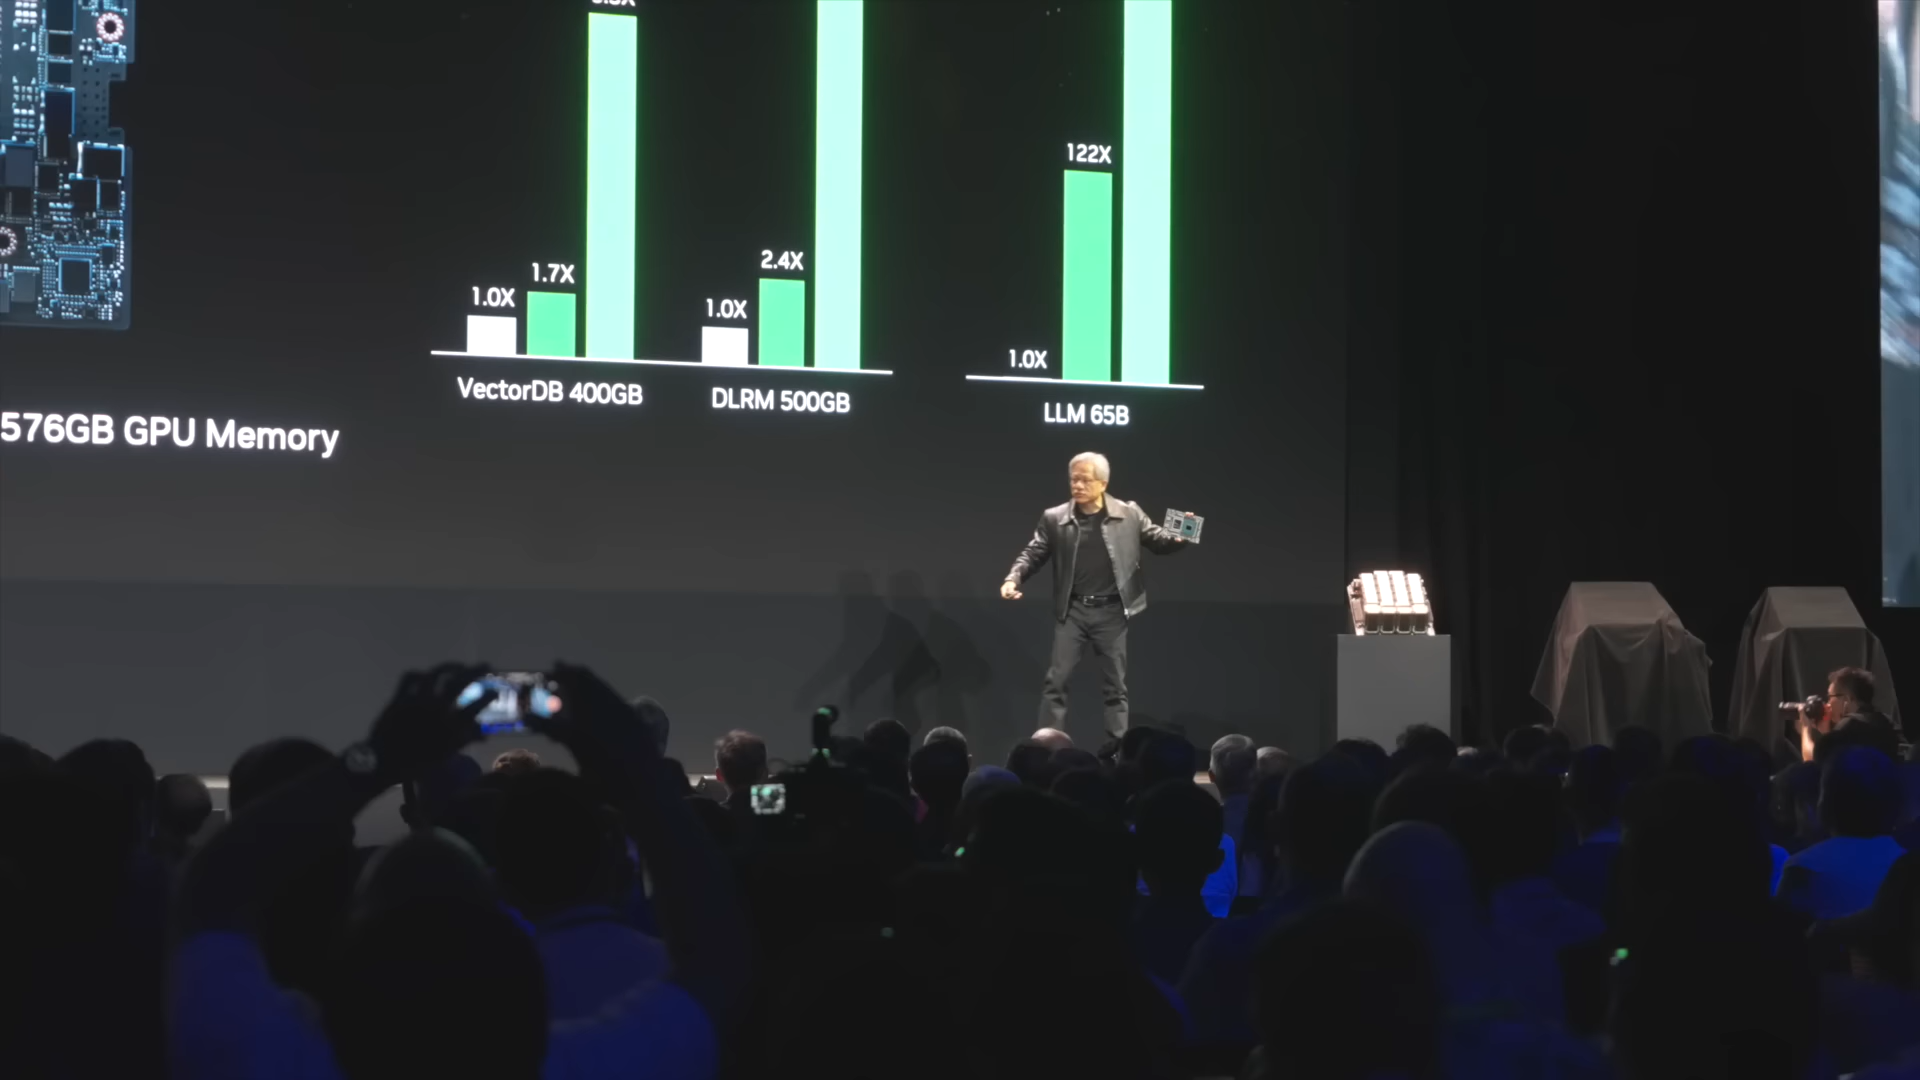 122X
2.4X
1.7X
1.0X
1.0X
1.0X
VectorDB 400GB
DLRM 500GB
LLM 65B
576GB GPU Memory